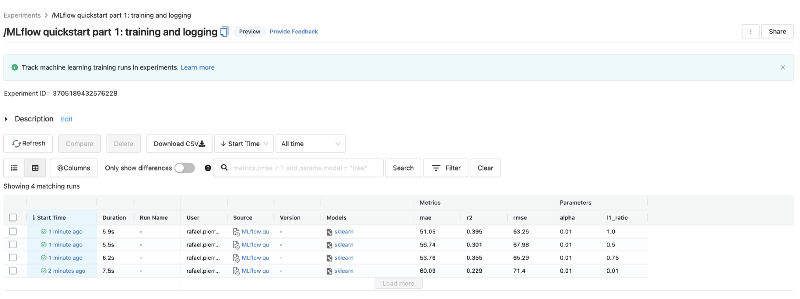 Experiments > /MLflow quickstart part 1: training and logging
/MLflow quickstart part 1: training and logging Preview Provide Feedback Share
Track machine learning training runs in experiments. Learn more
Experiment ID: 3705189432676228
Description Edit
Refresh Compare Delete Download CSV Start Time All time
Columns Only show differences metrics.rmse < 1 and params.model = "tree" Search Filter Clear
Showing 4 matching runs
Metrics Parameters
Start Time Duration Run Name User Source Version Models mae r2 rmse alpha l1_ratio
1 minute ago 5.9s - rafael.pierr... MLflow qu - sklearn 51.05 0.395 63.25 0.01 1.0
1 minute ago 5.5s - rafael.pierr... MLflow qu - sklearn 56.74 0.301 67.98 0.01 0.5
1 minute ago 6.2s - rafael.pierr... MLflow qu - sklearn 53.76 0.355 65.29 0.01 0.75
2 minutes ago 7.5s - rafael.pierr... MLflow qu - sklearn 60.09 0.229 71.4 0.01 0.01
Load more